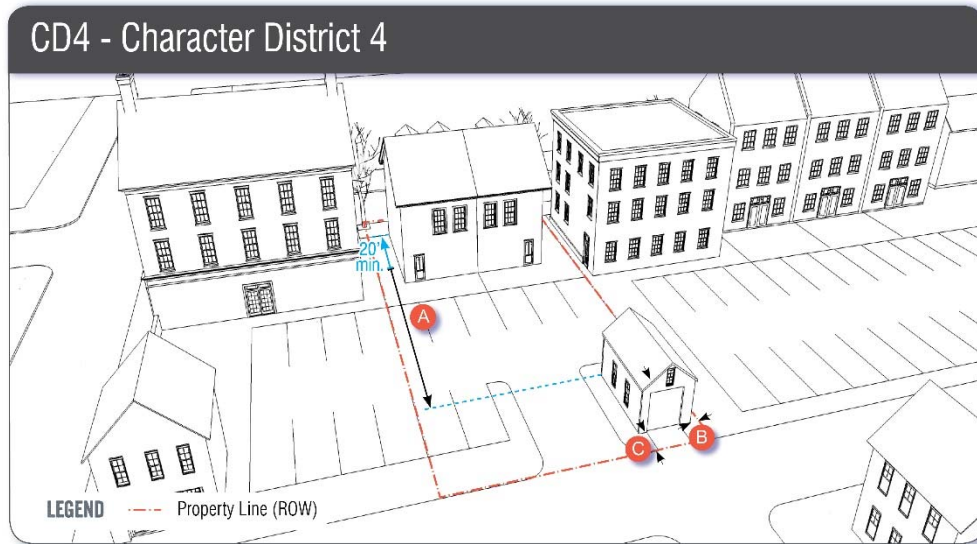 CD4 - Character District 4
20'
min.
A
C
B
LEGEND
Property Line (ROW)